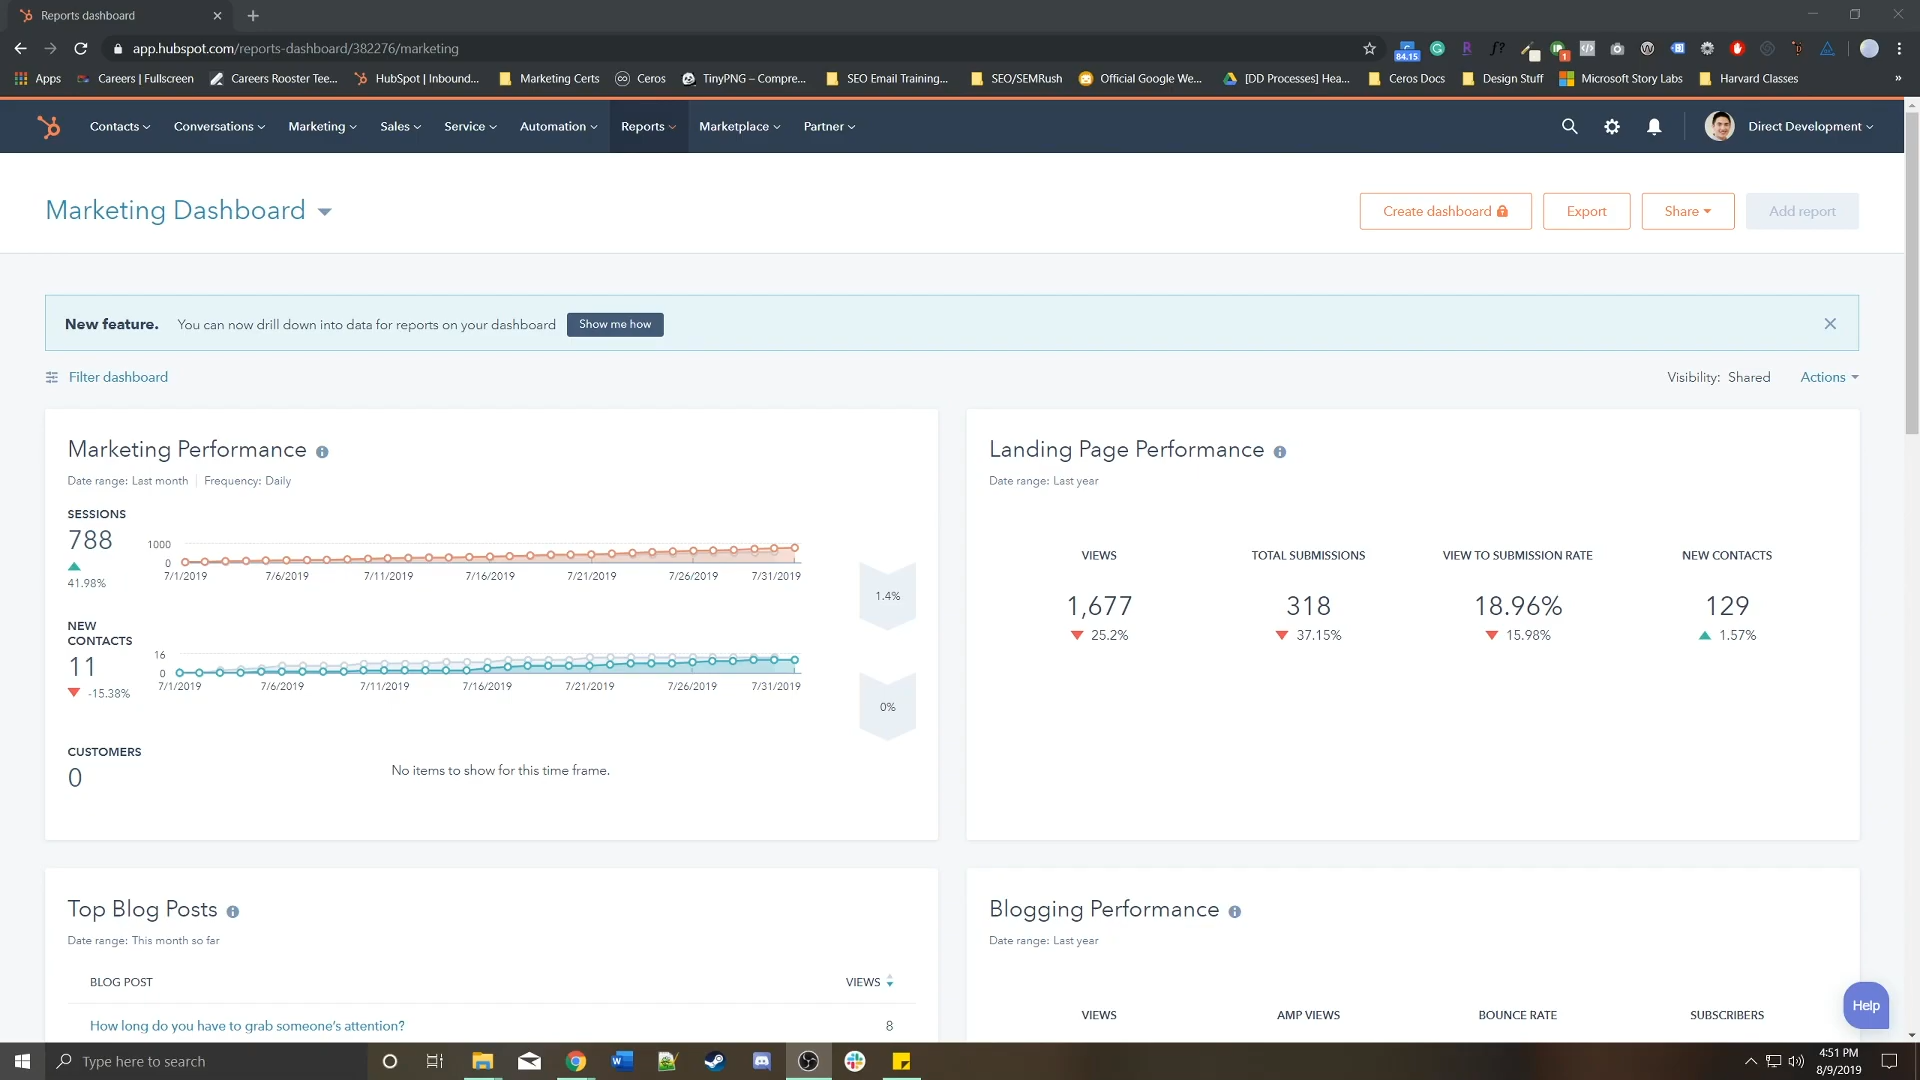 Reports dashboard
app.hubspot.com/reports-dashboard/382276/marketing
84.15
1
Apps
Careers | Fullscreen
Careers Rooster Tee...
HubSpot | Inbound...
Marketing Certs
Ceros
TinyPNG – Compre...
SEO Email Training...
SEO/SEMRush
Official Google We...
[DD Processes] Hea...
Ceros Docs
Design Stuff
Microsoft Story Labs
Harvard Classes
»
Contacts
Conversations
Marketing
Sales
Service
Automation
Reports
Marketplace
Partner
Direct Development
Marketing Dashboard
Create dashboard
Export
Share
Add report
New feature. You can now drill down into data for reports on your dashboard
Show me how
Filter dashboard
Visibility: Shared
Actions
Marketing Performance
Date range: Last month
Frequency: Daily
SESSIONS
788
41.98%
1000
0
7/1/2019 7/6/2019 7/11/2019 7/16/2019 7/21/2019 7/26/2019 7/31/2019
1.4%
NEW
CONTACTS
11
-15.38%
16
0
7/1/2019 7/6/2019 7/11/2019 7/16/2019 7/21/2019 7/26/2019 7/31/2019
0%
CUSTOMERS
0
No items to show for this time frame.
Landing Page Performance
Date range: Last year
VIEWS TOTAL SUBMISSIONS VIEW TO SUBMISSION RATE NEW CONTACTS
1,677 318 18.96% 129
25.2% 37.15% 15.98% 1.57%
Top Blog Posts
Date range: This month so far
BLOG POST VIEWS
How long do you have to grab someone's attention? 8
Blogging Performance
Date range: Last year
VIEWS AMP VIEWS BOUNCE RATE SUBSCRIBERS
Help
Type here to search
4:51 PM
8/9/2019